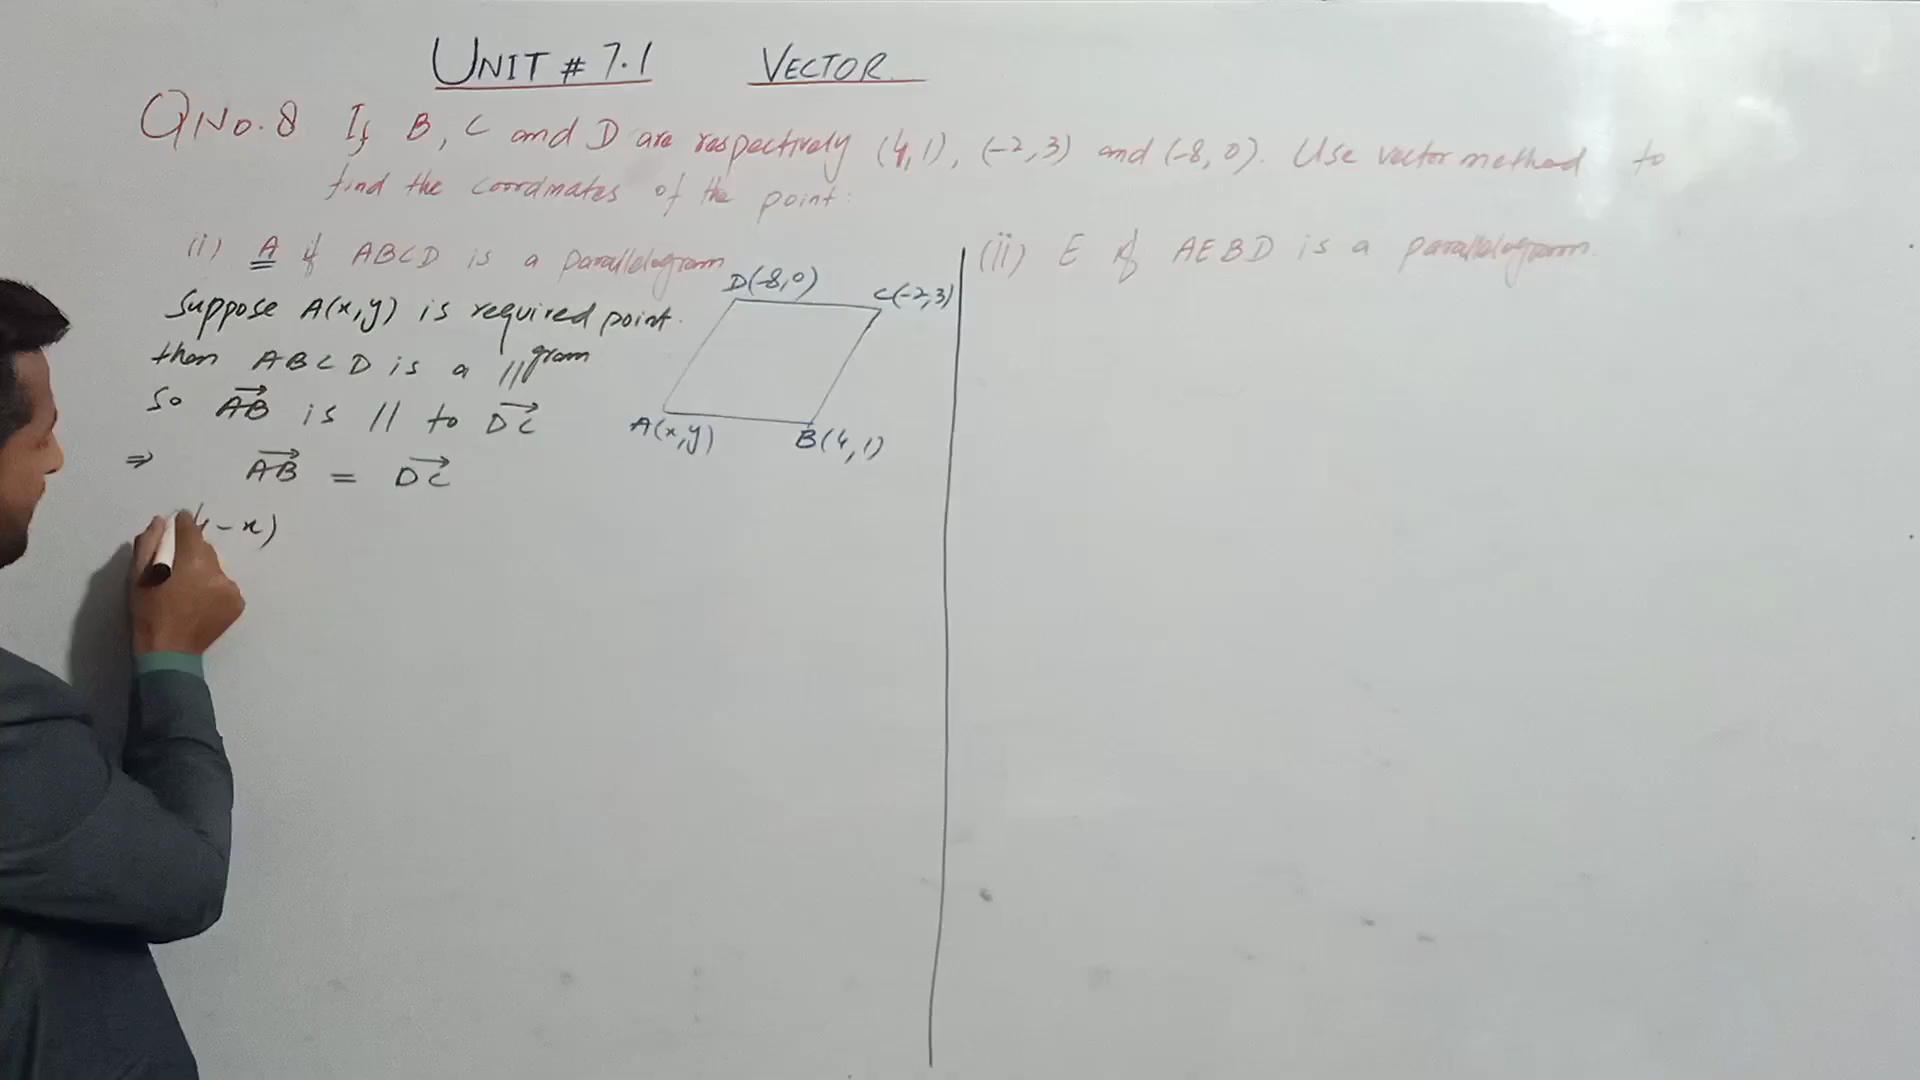 UNIT # 7.1 VECTOR
Q No. 8 If B, C and D are respectively (4,1), (-2,3) and (-8,0). Use vector method to
find the coordinates of the point:
(i) A if ABCD is a parallelogram
(ii) E if AEBD is a parallelogram.
D(-8,0)
C(-2,3)
Suppose A(x,y) is required point.
then ABCD is a ||gram
So AB⃗ is || to DC⃗
A(x,y)
B(4,1)
⇒ AB⃗ = DC⃗
-x)